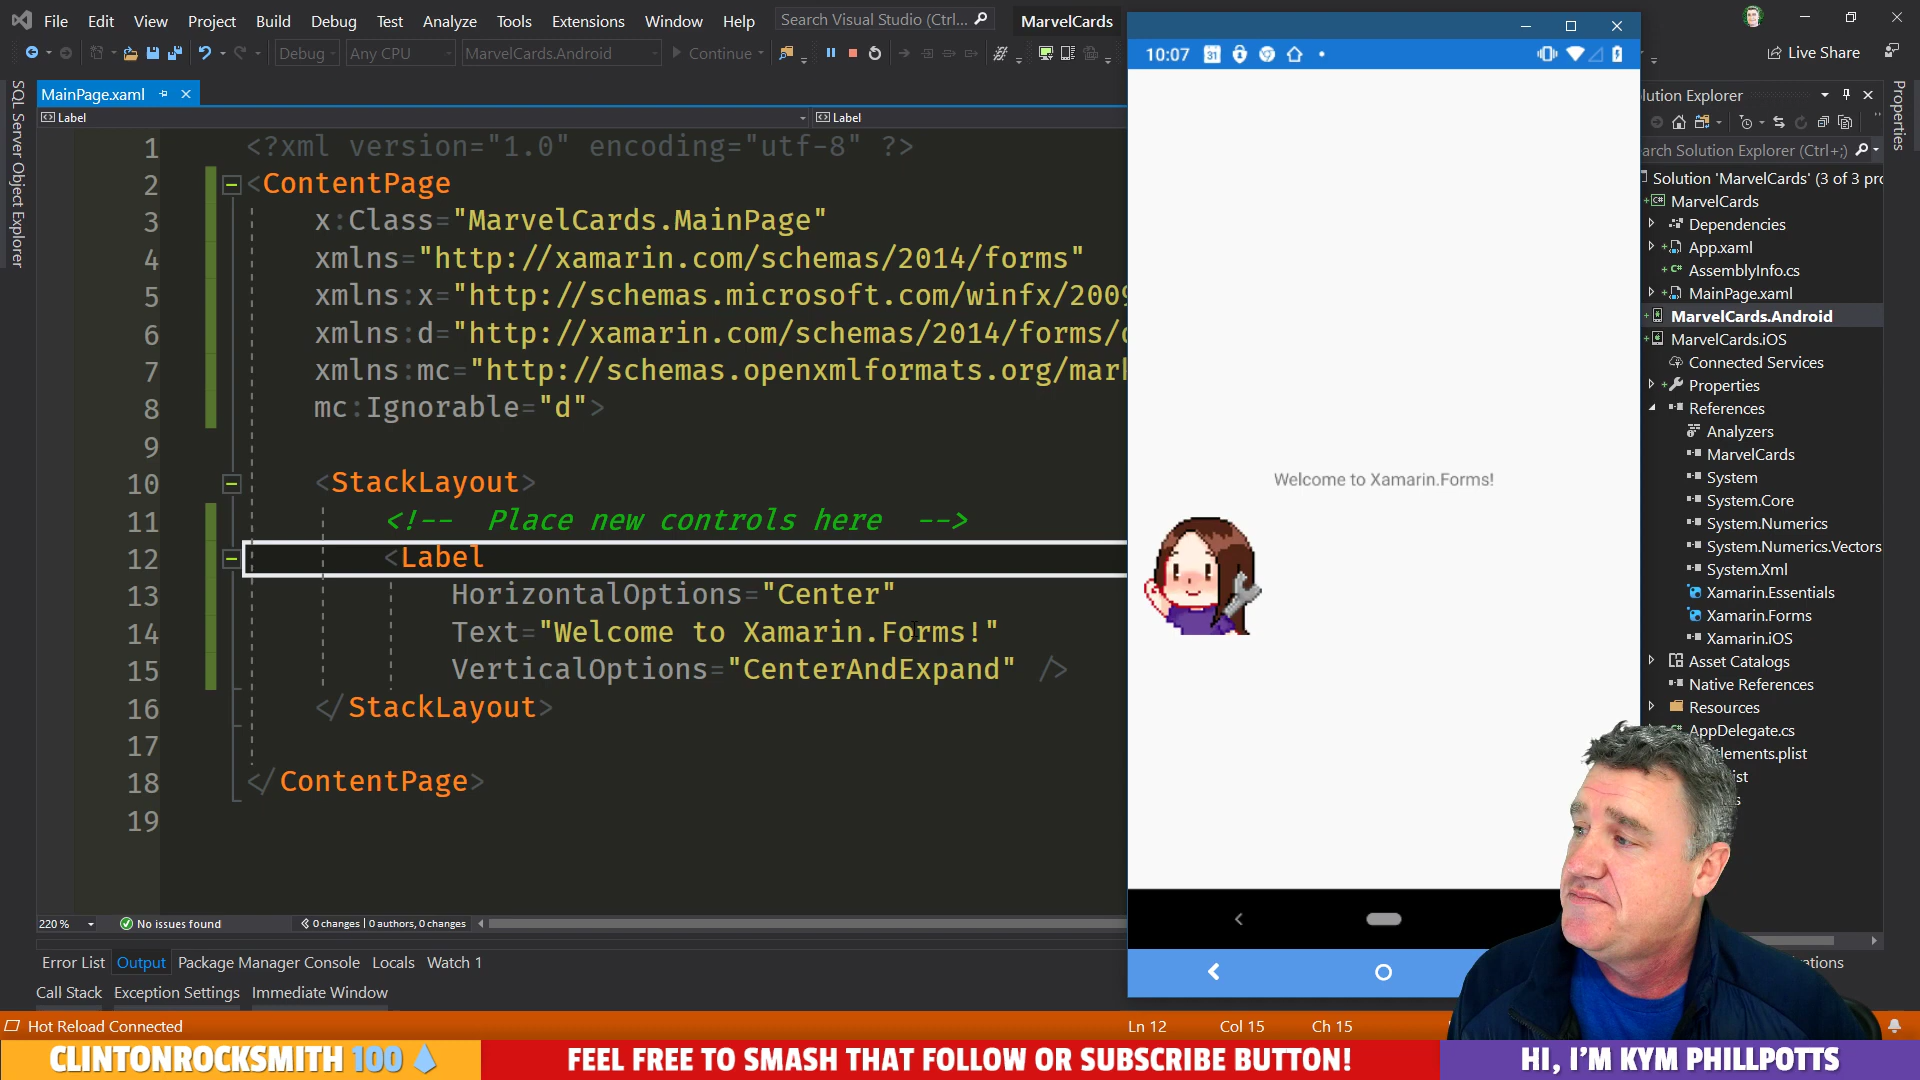 File Edit View Project Build Debug Test Analyze Tools Extensions Window Help Search Visual Studio (Ctrl... MarvelCards
Debug Any CPU MarvelCards.Android Continue Live Share
SQL Server Object Explorer
MainPage.xaml
Label Label
1 <?xml version="1.0" encoding="utf-8" ?>
2 <ContentPage
3 x:Class="MarvelCards.MainPage"
4 xmlns="http://xamarin.com/schemas/2014/forms"
5 xmlns:x="http://schemas.microsoft.com/winfx/2009
6 xmlns:d="http://xamarin.com/schemas/2014/forms/
7 xmlns:mc="http://schemas.openxmlformats.org/mar
8 mc:Ignorable="d">
9
10 <StackLayout>
11 <!-- Place new controls here -->
12 <Label
13 HorizontalOptions="Center"
14 Text="Welcome to Xamarin.Forms!"
15 VerticalOptions="CenterAndExpand" />
16 </StackLayout>
17
18 </ContentPage>
19
220 % No issues found 0 changes | 0 authors, 0 changes
Error List Output Package Manager Console Locals Watch 1
Call Stack Exception Settings Immediate Window
Hot Reload Connected Ln 12 Col 15 Ch 15
10:07 31
Welcome to Xamarin.Forms!
lution Explorer
Properties
arch Solution Explorer (Ctrl+;)
Solution 'MarvelCards' (3 of 3 pro
MarvelCards
Dependencies
App.xaml
AssemblyInfo.cs
MainPage.xaml
MarvelCards.Android
MarvelCards.iOS
Connected Services
Properties
References
Analyzers
MarvelCards
System
System.Core
System.Numerics
System.Numerics.Vectors
System.Xml
Xamarin.Essentials
Xamarin.Forms
Xamarin.iOS
Asset Catalogs
Native References
Resources
AppDelegate.cs
tlements.plist
ist
s
ations
CLINTONROCKSMITH 100
FEEL FREE TO SMASH THAT FOLLOW OR SUBSCRIBE BUTTON!
HI, I'M KYM PHILLPOTTS